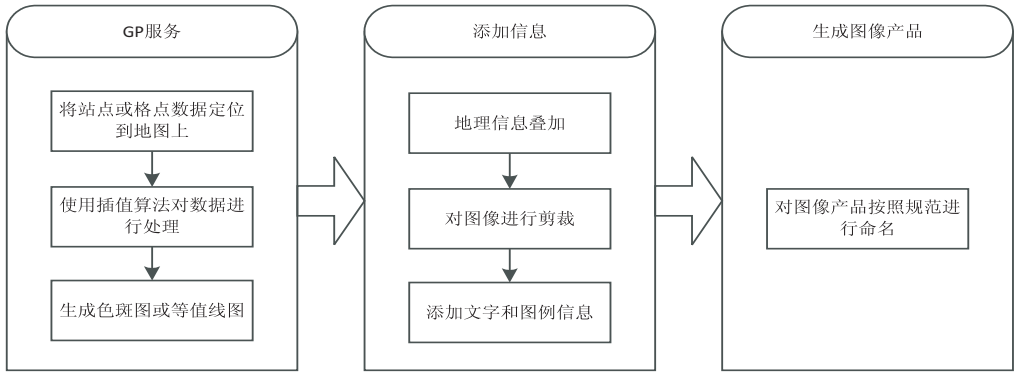 GP服务
将站点或格点数据定位
到地图上
使用插值算法对数据进
行处理
生成色斑图或等值线图
添加信息
地理信息叠加
对图像进行剪裁
添加文字和图例信息
生成图像产品
对图像产品按照规范进
行命名